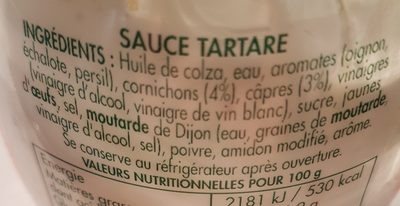 SAUCE TARTARE
INGRÉDIENTS : Huile de colza, eau, aromates (oignon,
échalote, persil), cornichons (4%), câpres (3%), vinaigres
(vinaigre d'alcool, vinaigre de vin blanc), sucre, jaunes
d'œufs, sel, moutarde de Dijon (eau, graines de moutarde,
vinaigre d'alcool, sel), poivre, amidon modifié, arôme.
Se conserve au réfrigérateur après ouverture.
VALEURS NUTRITIONNELLES POUR 100 g
Energie 2181 kJ / 530 kcal
Matières